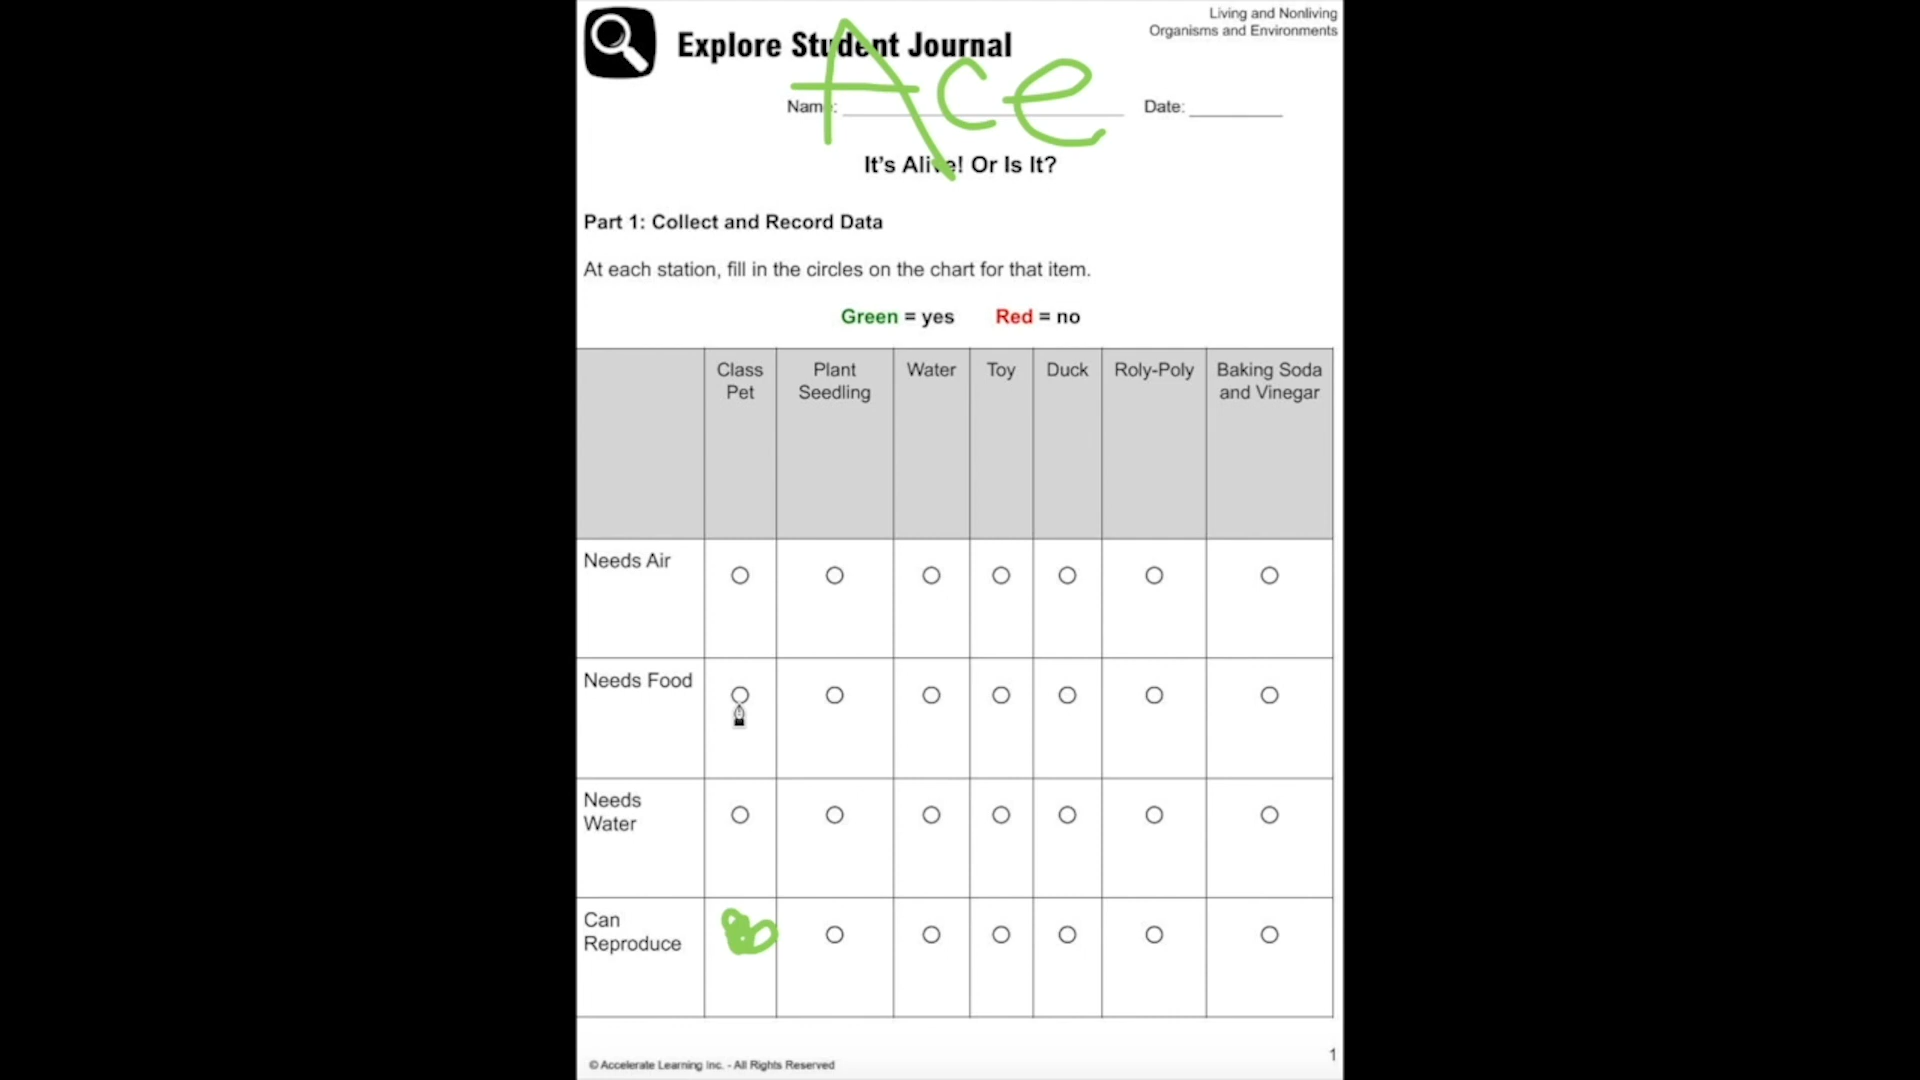 Living and Nonliving
Organisms and Environments
Explore Student Journal
Ace
Name: Date:
It's Alive! Or Is It?
Part 1: Collect and Record Data
At each station, fill in the circles on the chart for that item.
Green = yes Red = no
Class Pet Plant Seedling Water Toy Duck Roly-Poly Baking Soda and Vinegar
Needs Air
Needs Food
Needs
Water
Can
Reproduce
1
© Accelerate Learning Inc. - All Rights Reserved